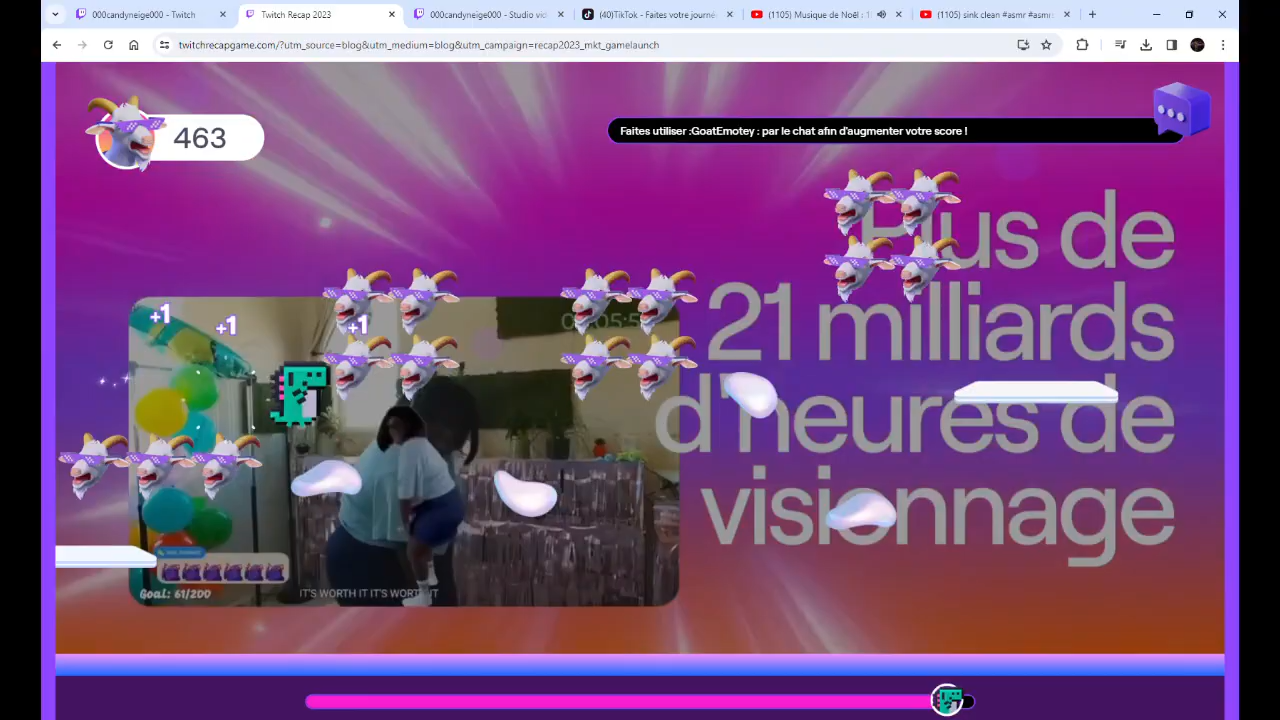 000candyneige000 - Twitch
Twitch Recap 2023
000candyneige000 - Studio vid
(40)TikTok - Faites votre journé
(1105) Musique de Noël : 1
(1105) sink clean #asmr #asmr
twitchrecapgame.com/?utm_source=blog&utm_medium=blog&utm_campaign=recap2023_mkt_gamelaunch
463
Faites utiliser :GoatEmotey : par le chat afin d'augmenter votre score !
Plus de
21 milliards
d'heures de
visionnage
+1
+1
+1
Goal: 61/200
IT'S WORTH IT IT'S WORTH IT